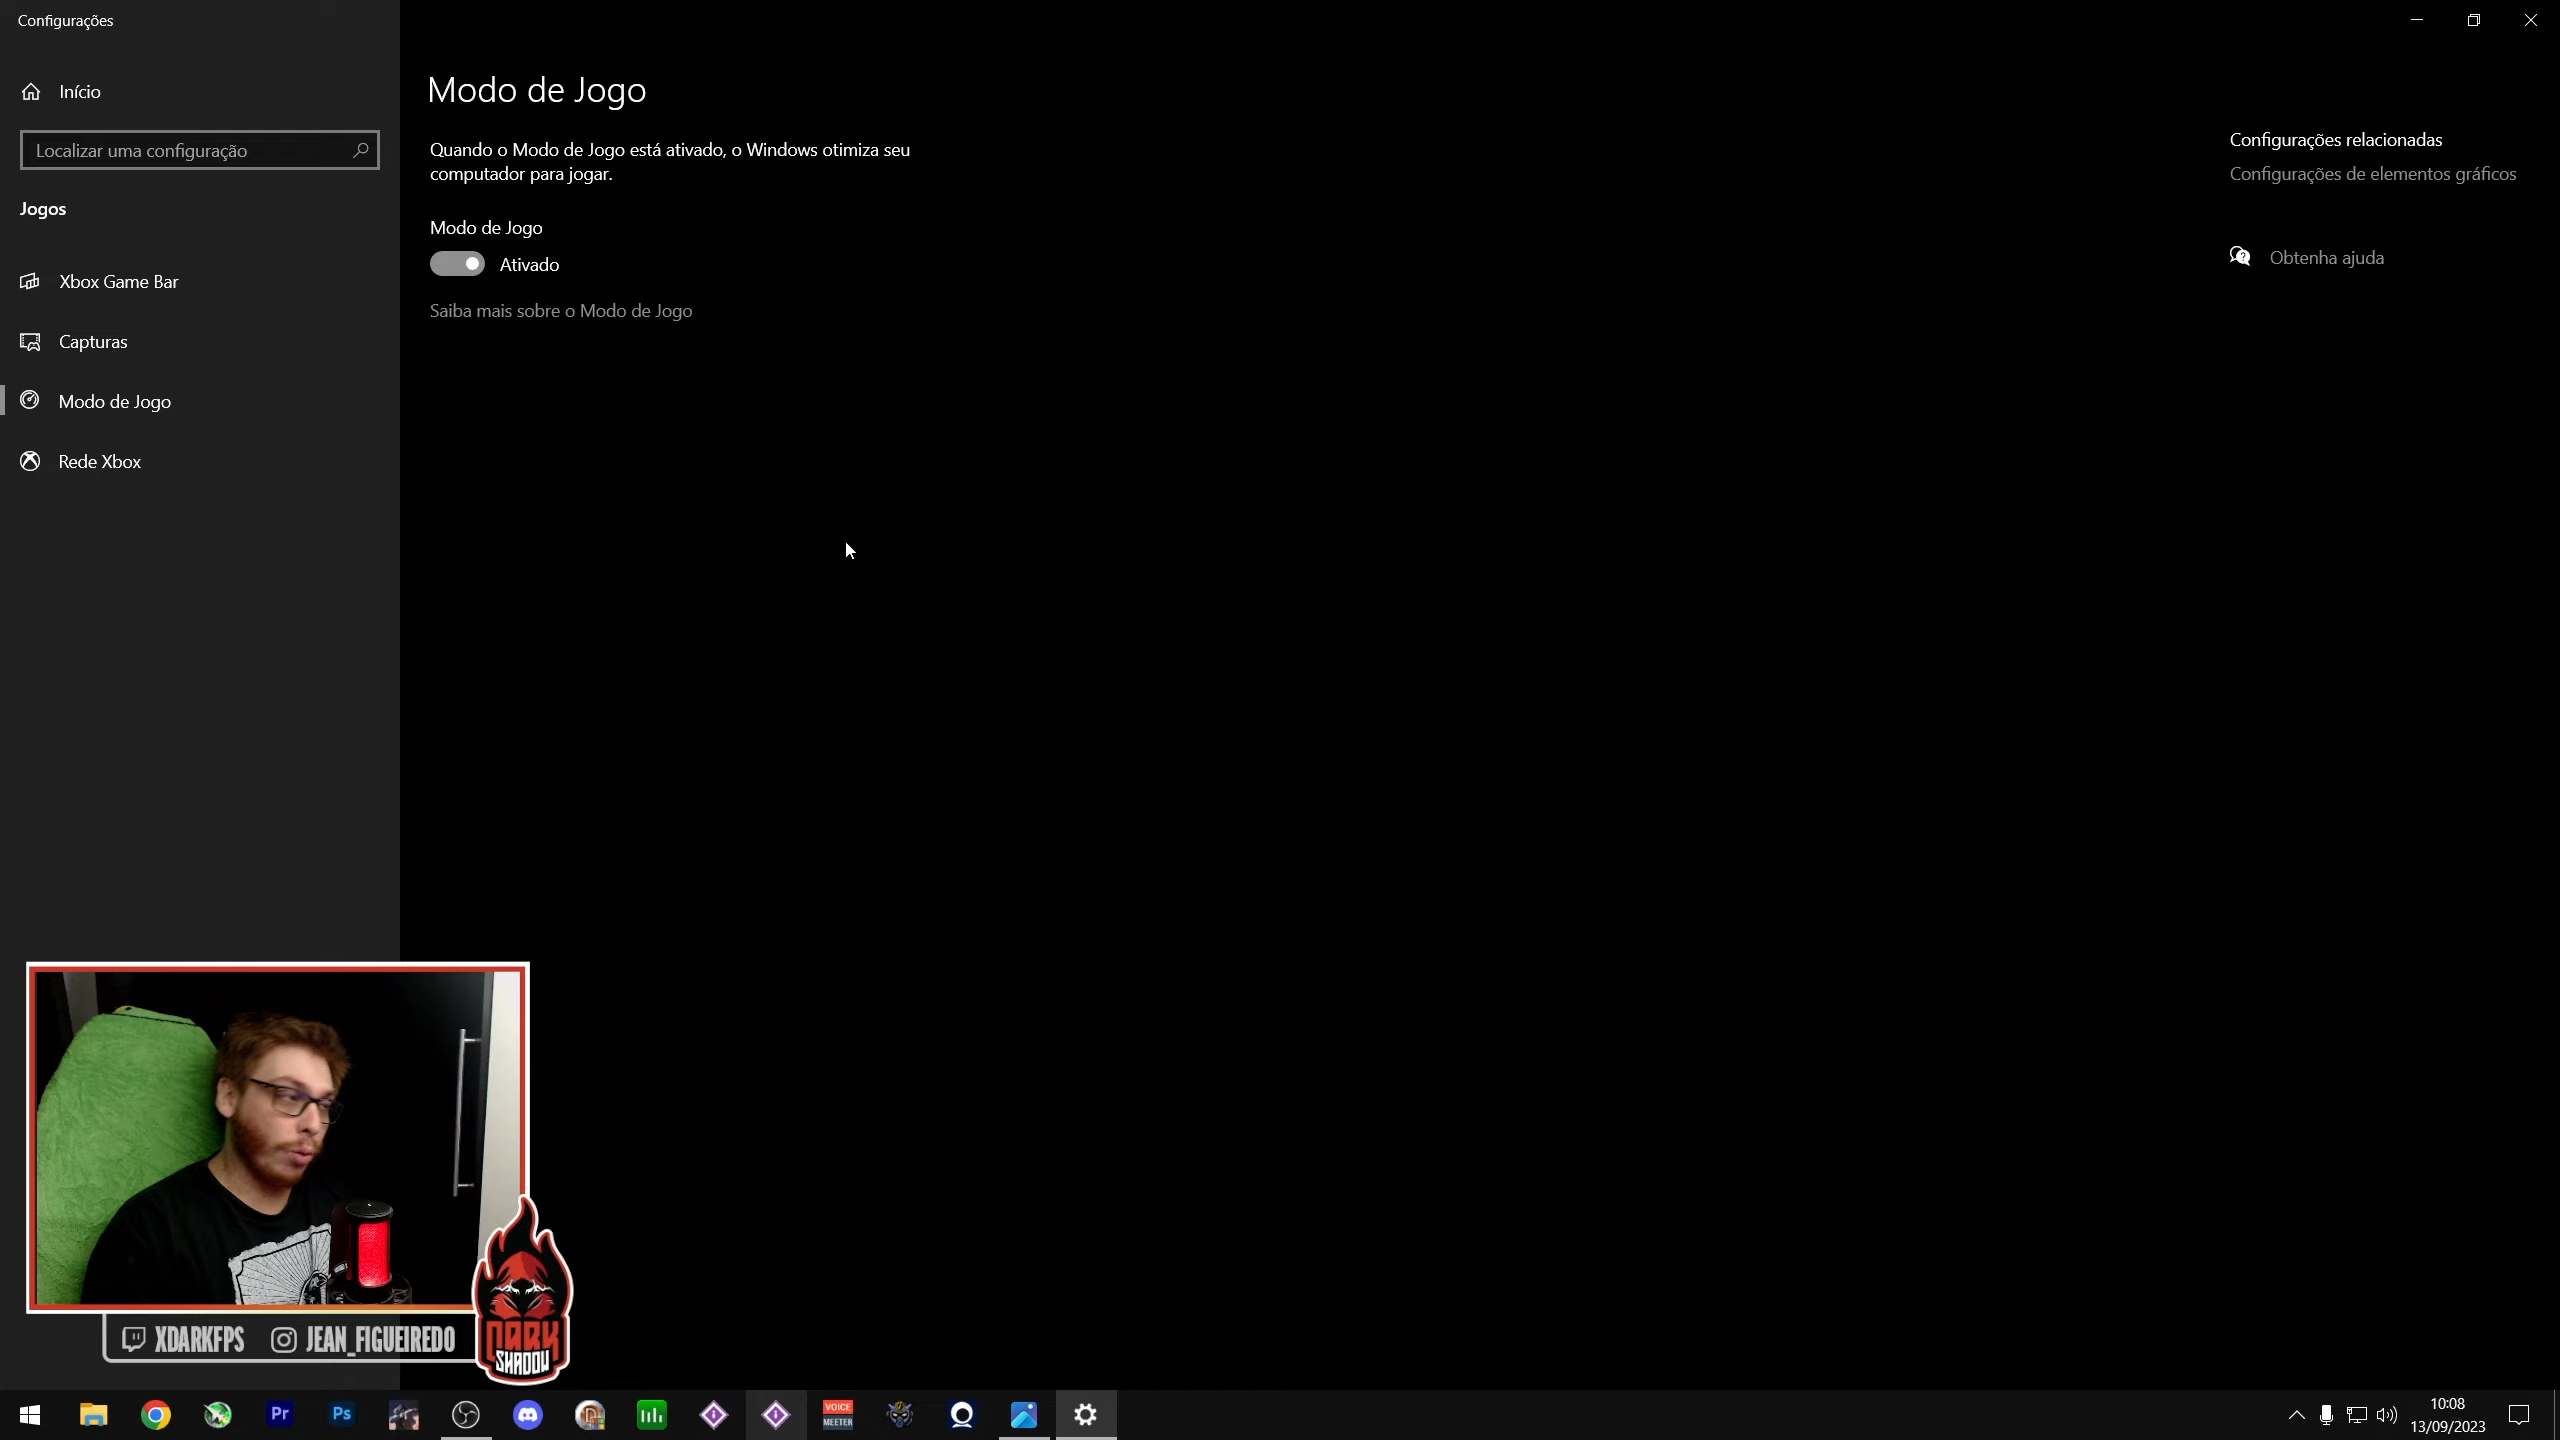 Configurações
Início
Localizar uma configuração
Jogos
Xbox Game Bar
Capturas
Modo de Jogo
Rede Xbox
Modo de Jogo
Quando o Modo de Jogo está ativado, o Windows otimiza seu
computador para jogar.
Modo de Jogo
Ativado
Saiba mais sobre o Modo de Jogo
Configurações relacionadas
Configurações de elementos gráficos
Obtenha ajuda
XDARKFPS JEAN_FIGUEIREDO
DARK
SHADOW
Pr
Ps
VOICE
MEETER
10:08
13/09/2023